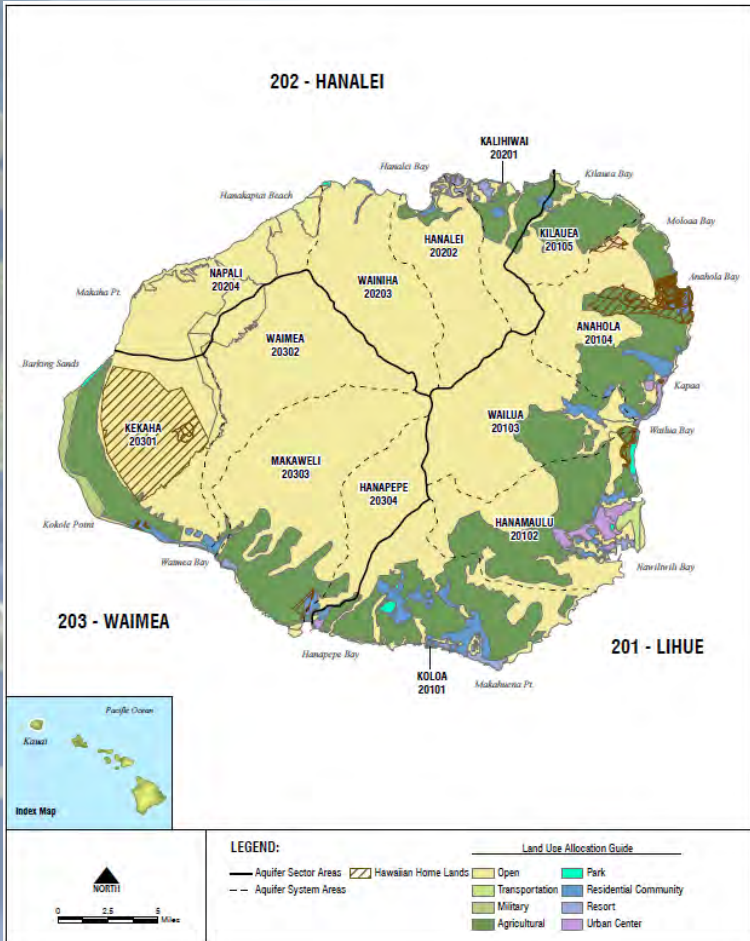 202 - HANALEI
KALIHIWAI
20201
Hanalei Bay
Kilauea Bay
Hanakapiai Beach
Moloaa Bay
KILAUEA
20105
HANALEI
20202
Anahola Bay
NAPALI
20204
WAINIHA
20203
Makaha Pt.
ANAHOLA
20104
WAIMEA
20302
Barking Sands
Kapaa
KEKAHA
20301
WAILUA
20103
Wailua Bay
MAKAWELI
20303
HANAPEPE
20304
HANAMAULU
20102
Kokole Point
Waimea Bay
Nawiliwili Bay
203 - WAIMEA
201 - LIHUE
Hanapepe Bay
KOLOA
20101
Makahuena Pt.
Pacific Ocean
Kauai
Index Map
LEGEND:
Land Use Allocation Guide
Aquifer Sector Areas
Hawaiian Home Lands
Open
Park
Aquifer System Areas
Transportation
Residential Community
Military
Resort
Agricultural
Urban Center
NORTH
0 2.5 5
Miles